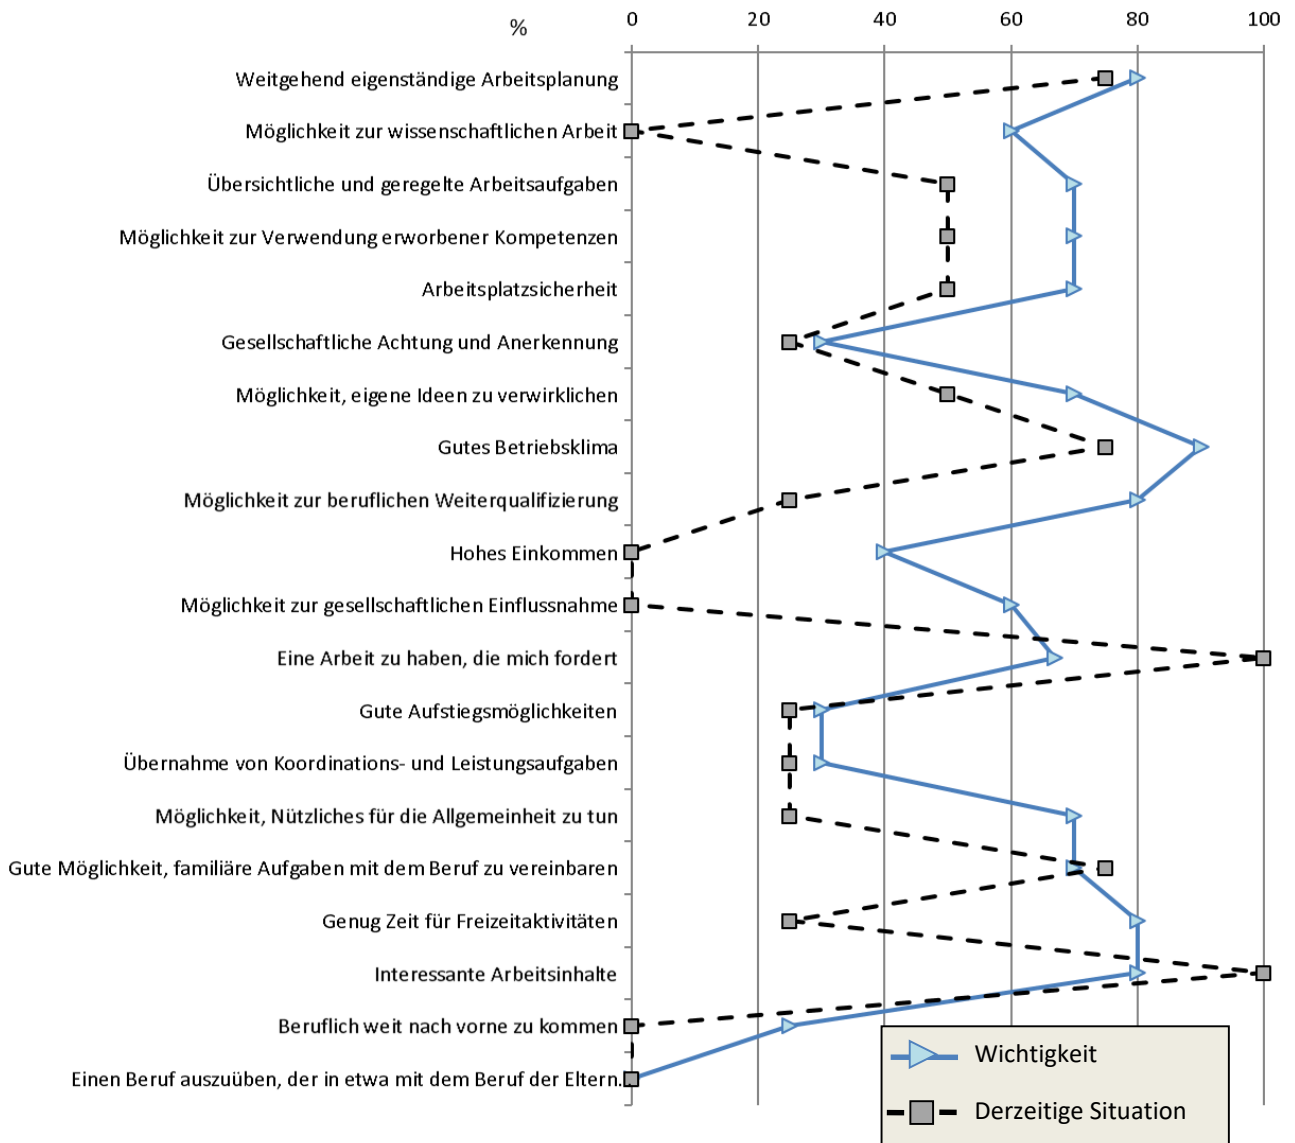 % 0 20 40 60 80 100
Weitgehend eigenständige Arbeitsplanung
Möglichkeit zur wissenschaftlichen Arbeit
Übersichtliche und geregelte Arbeitsaufgaben
Möglichkeit zur Verwendung erworbener Kompetenzen
Arbeitsplatzsicherheit
Gesellschaftliche Achtung und Anerkennung
Möglichkeit, eigene Ideen zu verwirklichen
Gutes Betriebsklima
Möglichkeit zur beruflichen Weiterqualifizierung
Hohes Einkommen
Möglichkeit zur gesellschaftlichen Einflussnahme
Eine Arbeit zu haben, die mich fordert
Gute Aufstiegsmöglichkeiten
Übernahme von Koordinations- und Leistungsaufgaben
Möglichkeit, Nützliches für die Allgemeinheit zu tun
Gute Möglichkeit, familiäre Aufgaben mit dem Beruf zu vereinbaren
Genug Zeit für Freizeitaktivitäten
Interessante Arbeitsinhalte
Beruflich weit nach vorne zu kommen
Einen Beruf auszuüben, der in etwa mit dem Beruf der Eltern.
Wichtigkeit
Derzeitige Situation